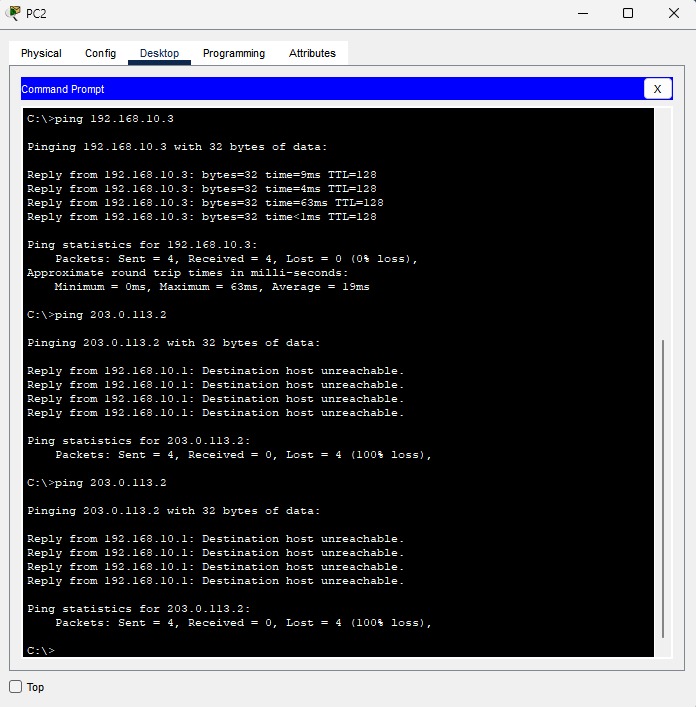 PC2
Physical Config Desktop Programming Attributes
Command Prompt
X
C:\>ping 192.168.10.3
Pinging 192.168.10.3 with 32 bytes of data:
Reply from 192.168.10.3: bytes=32 time=9ms TTL=128
Reply from 192.168.10.3: bytes=32 time=4ms TTL=128
Reply from 192.168.10.3: bytes=32 time=63ms TTL=128
Reply from 192.168.10.3: bytes=32 time<1ms TTL=128
Ping statistics for 192.168.10.3:
Packets: Sent = 4, Received = 4, Lost = 0 (0% loss),
Approximate round trip times in milli-seconds:
Minimum = 0ms, Maximum = 63ms, Average = 19ms
C:\>ping 203.0.113.2
Pinging 203.0.113.2 with 32 bytes of data:
Reply from 192.168.10.1: Destination host unreachable.
Reply from 192.168.10.1: Destination host unreachable.
Reply from 192.168.10.1: Destination host unreachable.
Reply from 192.168.10.1: Destination host unreachable.
Ping statistics for 203.0.113.2:
Packets: Sent = 4, Received = 0, Lost = 4 (100% loss),
C:\>ping 203.0.113.2
Pinging 203.0.113.2 with 32 bytes of data:
Reply from 192.168.10.1: Destination host unreachable.
Reply from 192.168.10.1: Destination host unreachable.
Reply from 192.168.10.1: Destination host unreachable.
Reply from 192.168.10.1: Destination host unreachable.
Ping statistics for 203.0.113.2:
Packets: Sent = 4, Received = 0, Lost = 4 (100% loss),
C:\>
Top